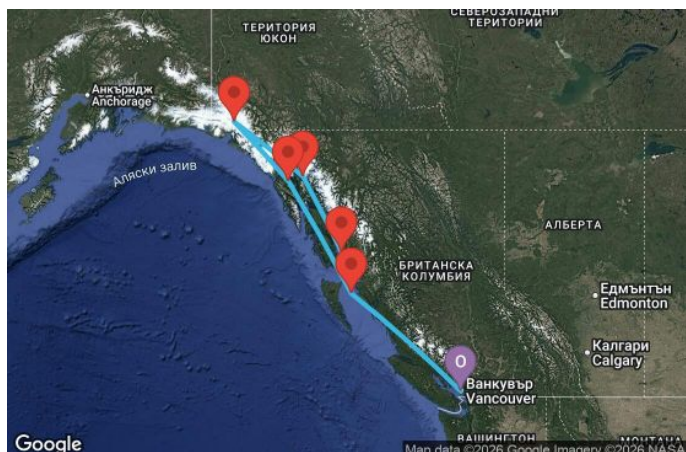 СЕВЕРОЗАПАДНИ
ТЕРИТОРИИ
ТЕРИТОРИЯ
ЮКОН
Анкъридж
Anchorage
Аляски залив
АЛБЕРТА
БРИТАНСКА
КОЛУМБИЯ
Едмънтън
Edmonton
Калгари
Calgary
O
Ванкувър
Vancouver
ВАШИНГТОН
МОНТАНА
Google
Map data ©2026 Google Imagery ©2026 NASA